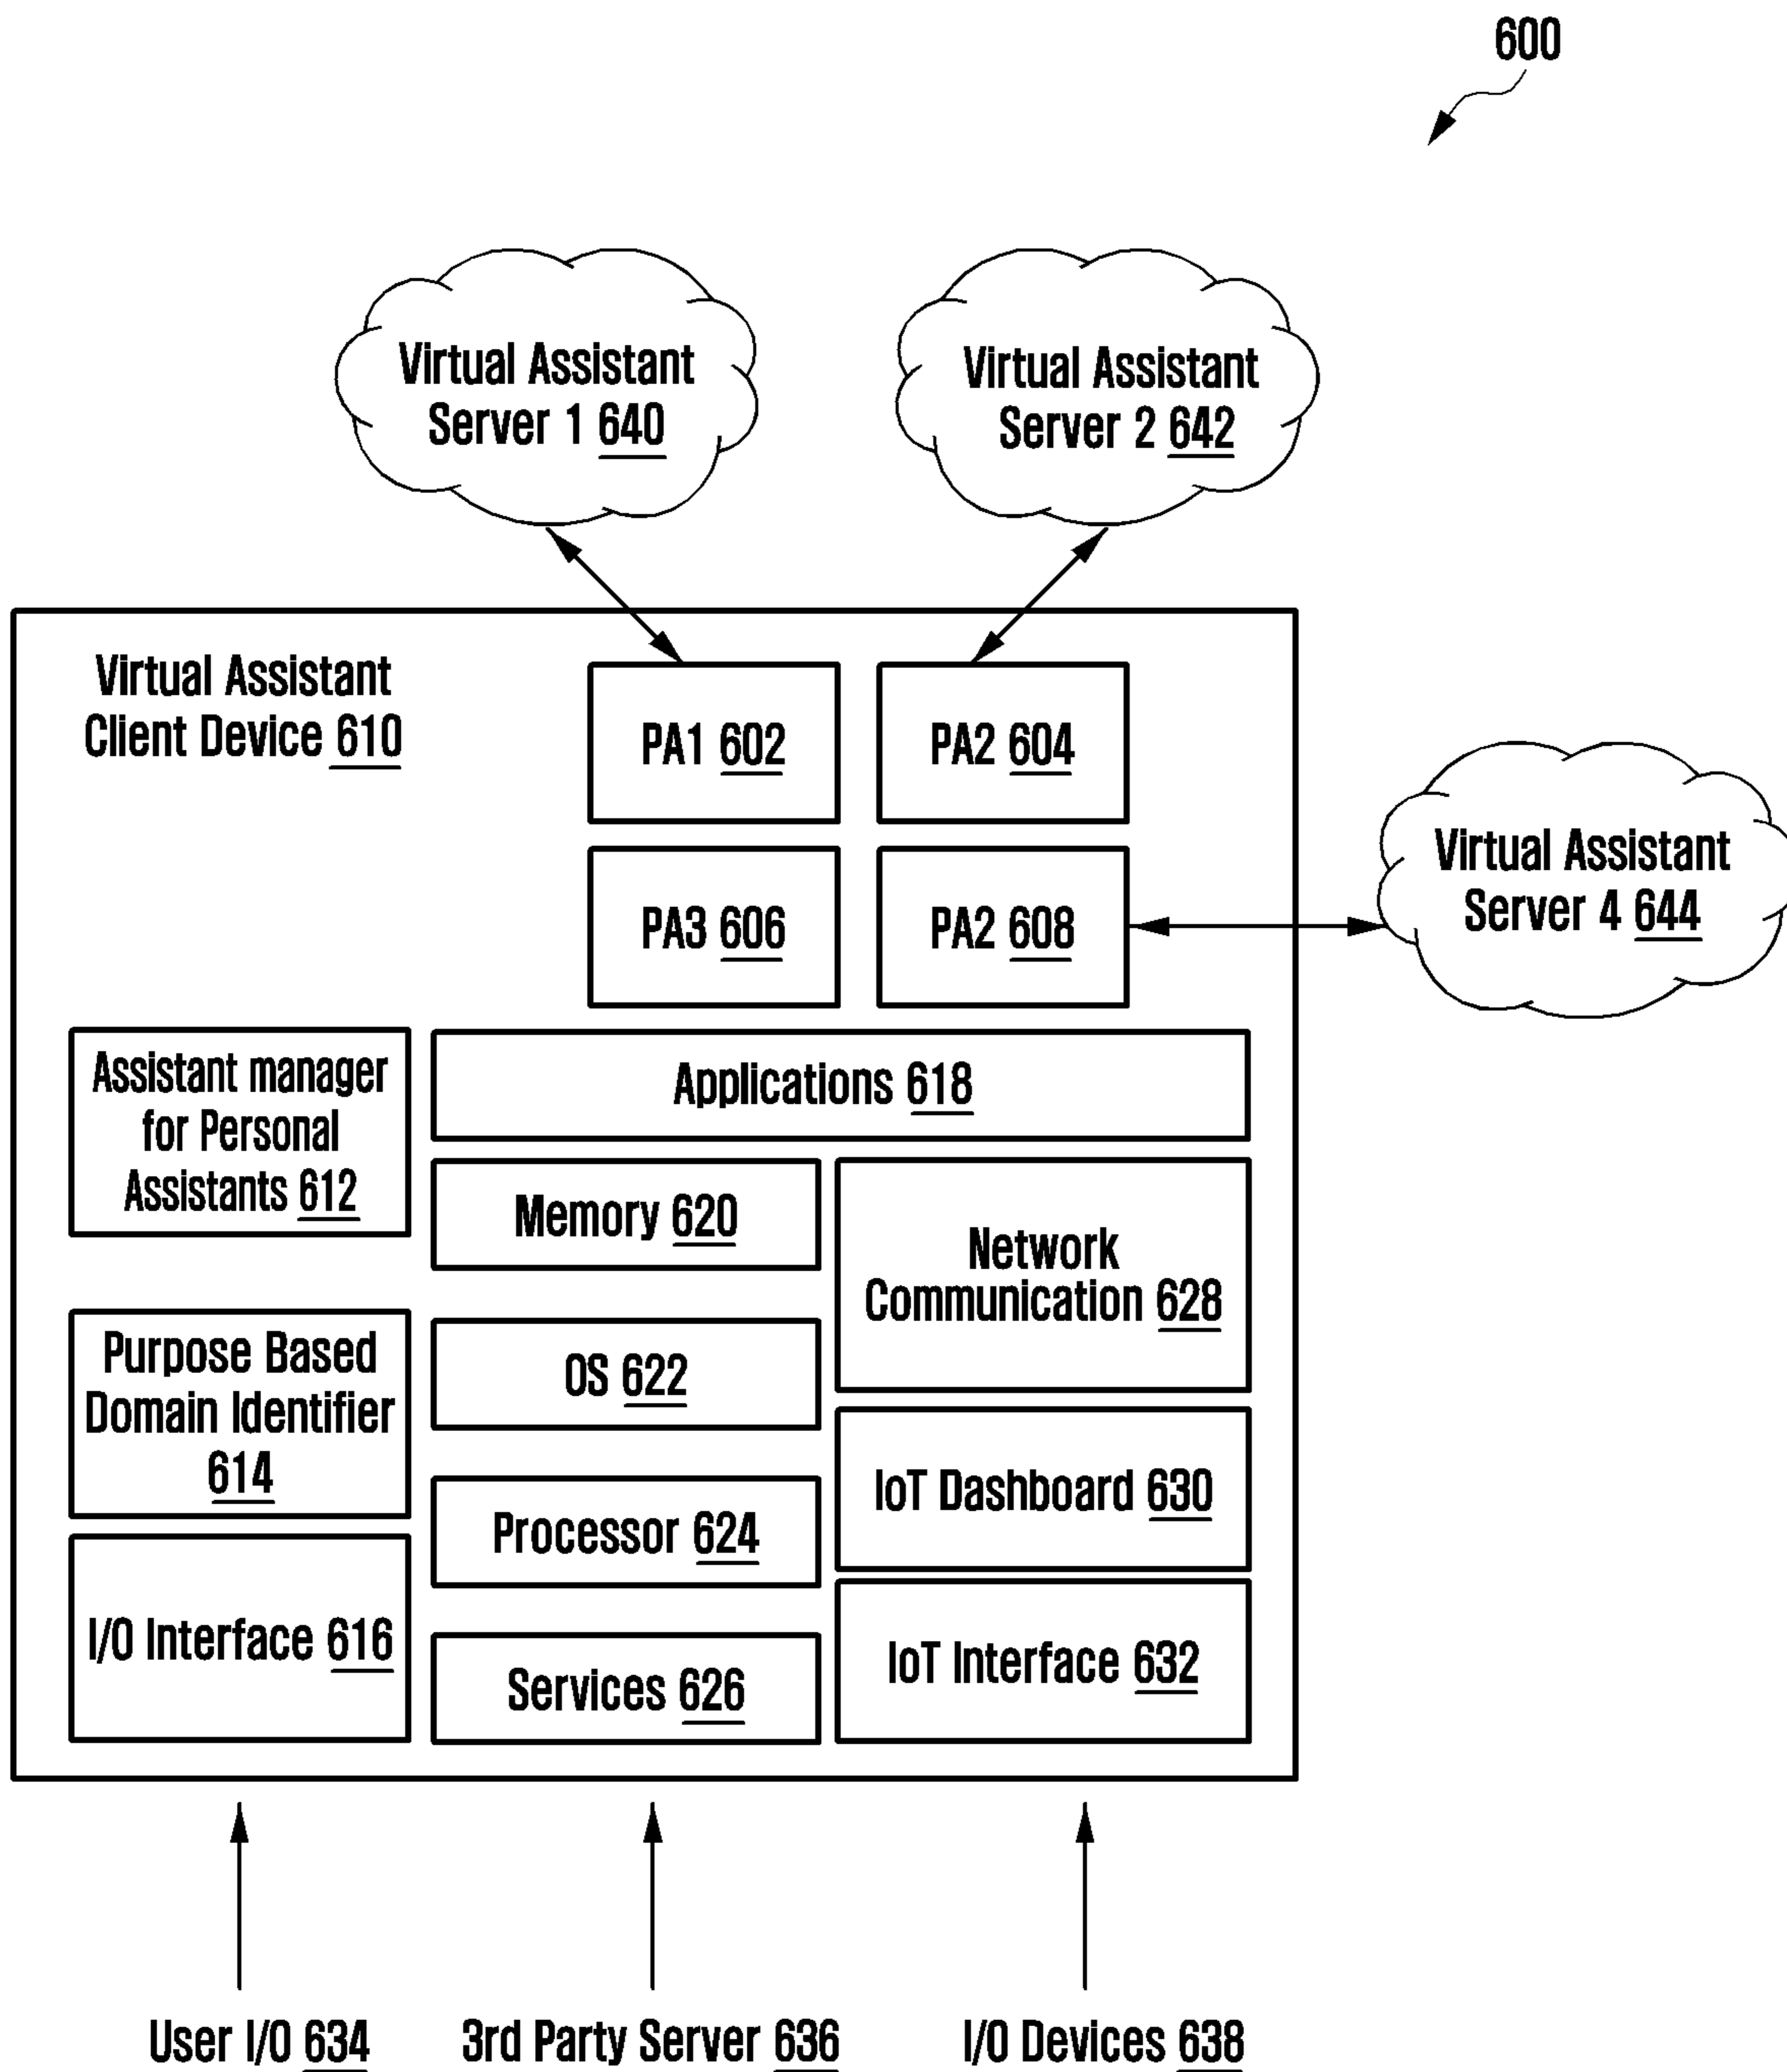 600
Virtual Assistant
Server 1 640
Virtual Assistant
Server 2 642
Virtual Assistant
Client Device 610
PA1 602
PA2 604
PA3 606
PA2 608
Virtual Assistant
Server 4 644
Assistant manager
for Personal
Assistants 612
Applications 618
Memory 620
Network
Communication 628
Purpose Based
Domain Identifier
614
OS 622
IoT Dashboard 630
Processor 624
I/O Interface 616
IoT Interface 632
Services 626
User I/O 634
3rd Party Server 636
I/O Devices 638